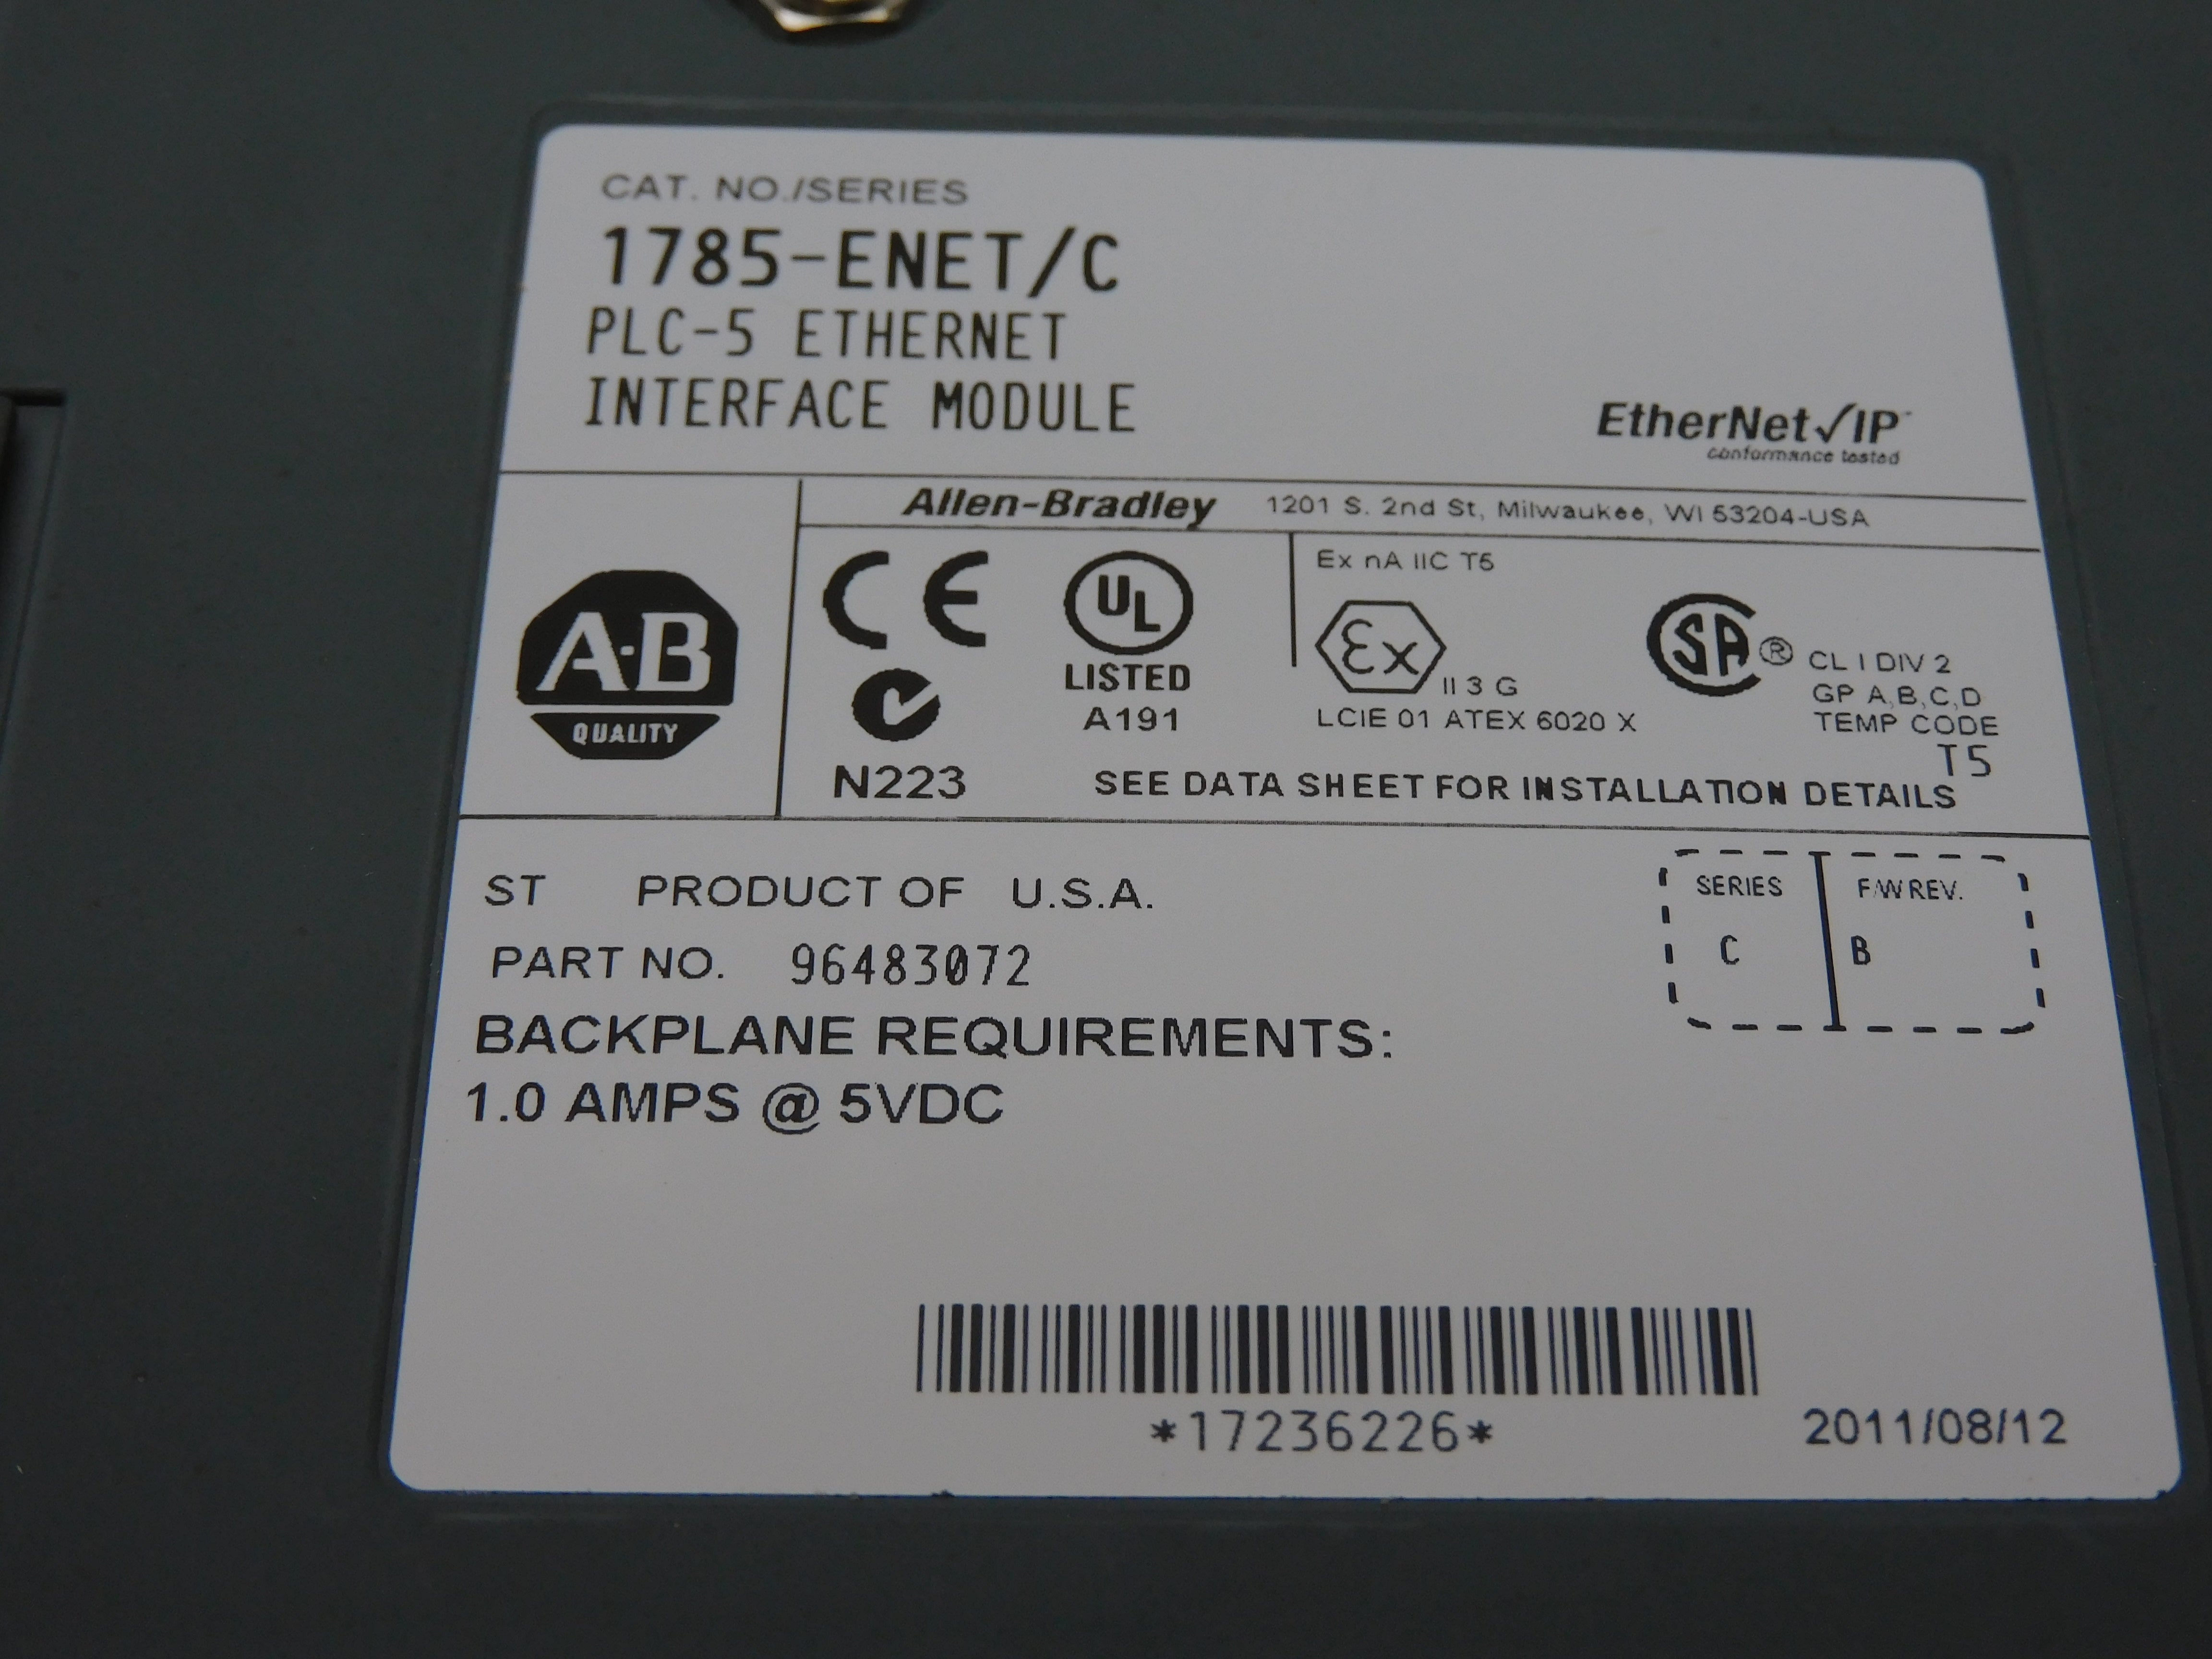 CAT. NO./SERIES
1785-ENET/C
PLC-5 ETHERNET
INTERFACE MODULE
EtherNet/IP™
conformance tested
Allen-Bradley 1201 S. 2nd St, Milwaukee, WI 53204-USA
A-B
QUALITY
CE
N223
UL
LISTED
A191
Ex nA IIC T5
Ex II 3 G
LCIE 01 ATEX 6020 X
SA ® CL I DIV 2
GP A,B,C,D
TEMP CODE
T5
SEE DATA SHEET FOR INSTALLATION DETAILS
ST PRODUCT OF U.S.A.
PART NO. 96483072
BACKPLANE REQUIREMENTS:
1.0 AMPS @ 5VDC
SERIES F/W REV.
C B
*17236226*
2011/08/12